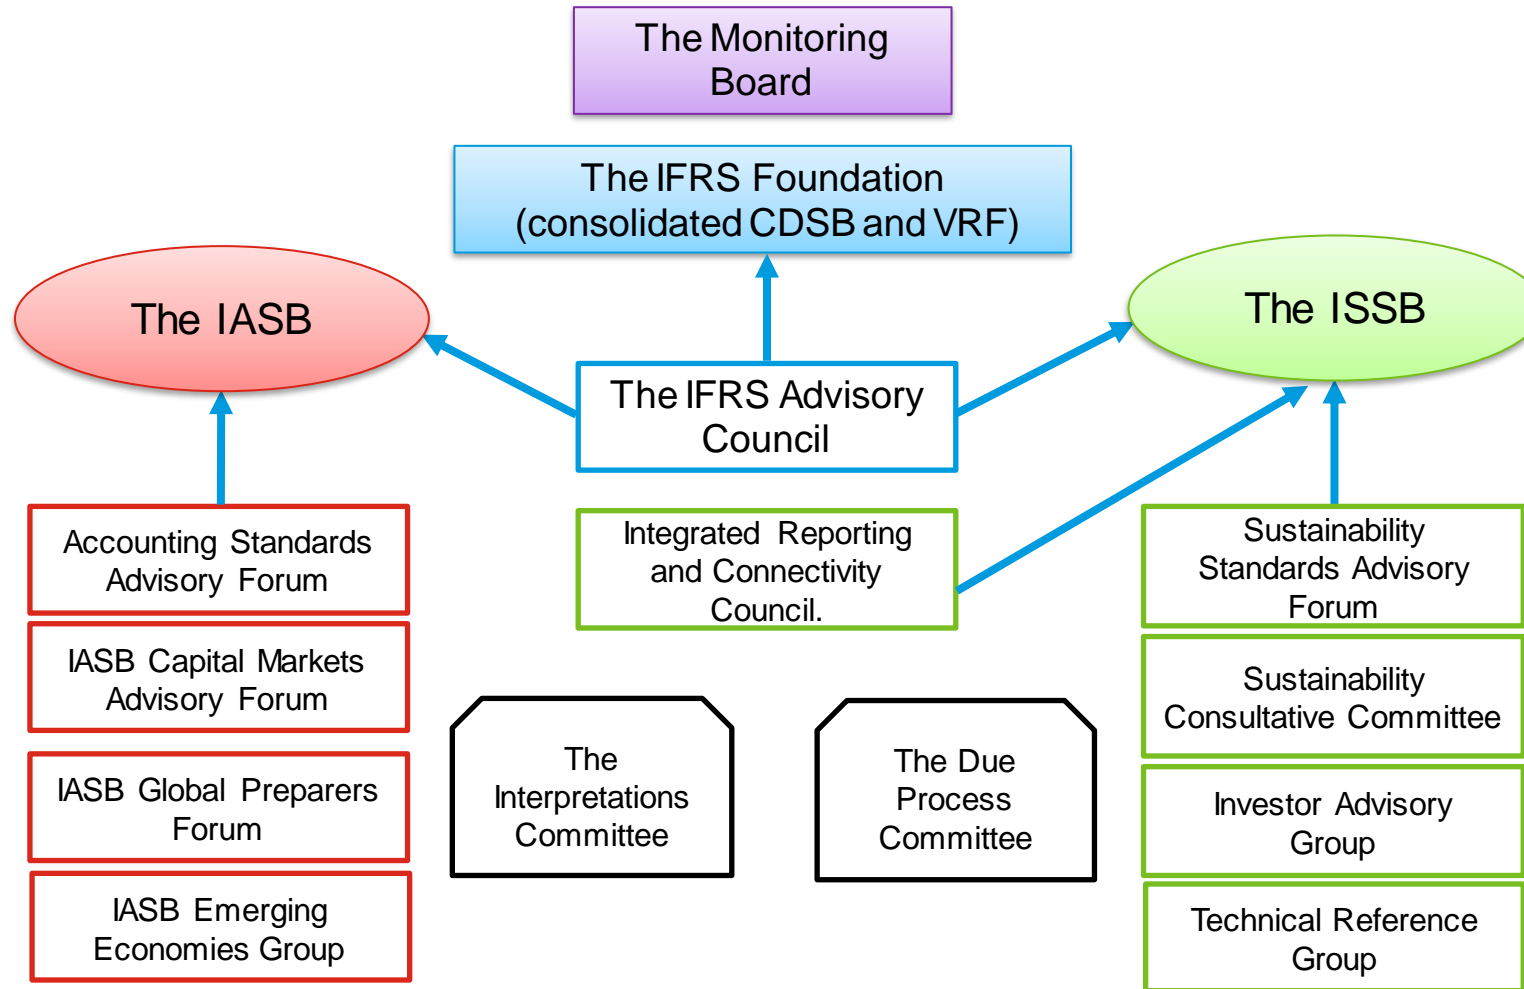 The Monitoring
Board
The IFRS Foundation
(consolidated CDSB and VRF)
The IASB
The ISSB
The IFRS Advisory
Council
Accounting Standards
Advisory Forum
IASB Capital Markets
Advisory Forum
IASB Global Preparers
Forum
IASB Emerging
Economies Group
Integrated Reporting
and Connectivity
Council.
The
Interpretations
Committee
The Due
Process
Committee
Sustainability
Standards Advisory
Forum
Sustainability
Consultative Committee
Investor Advisory
Group
Technical Reference
Group